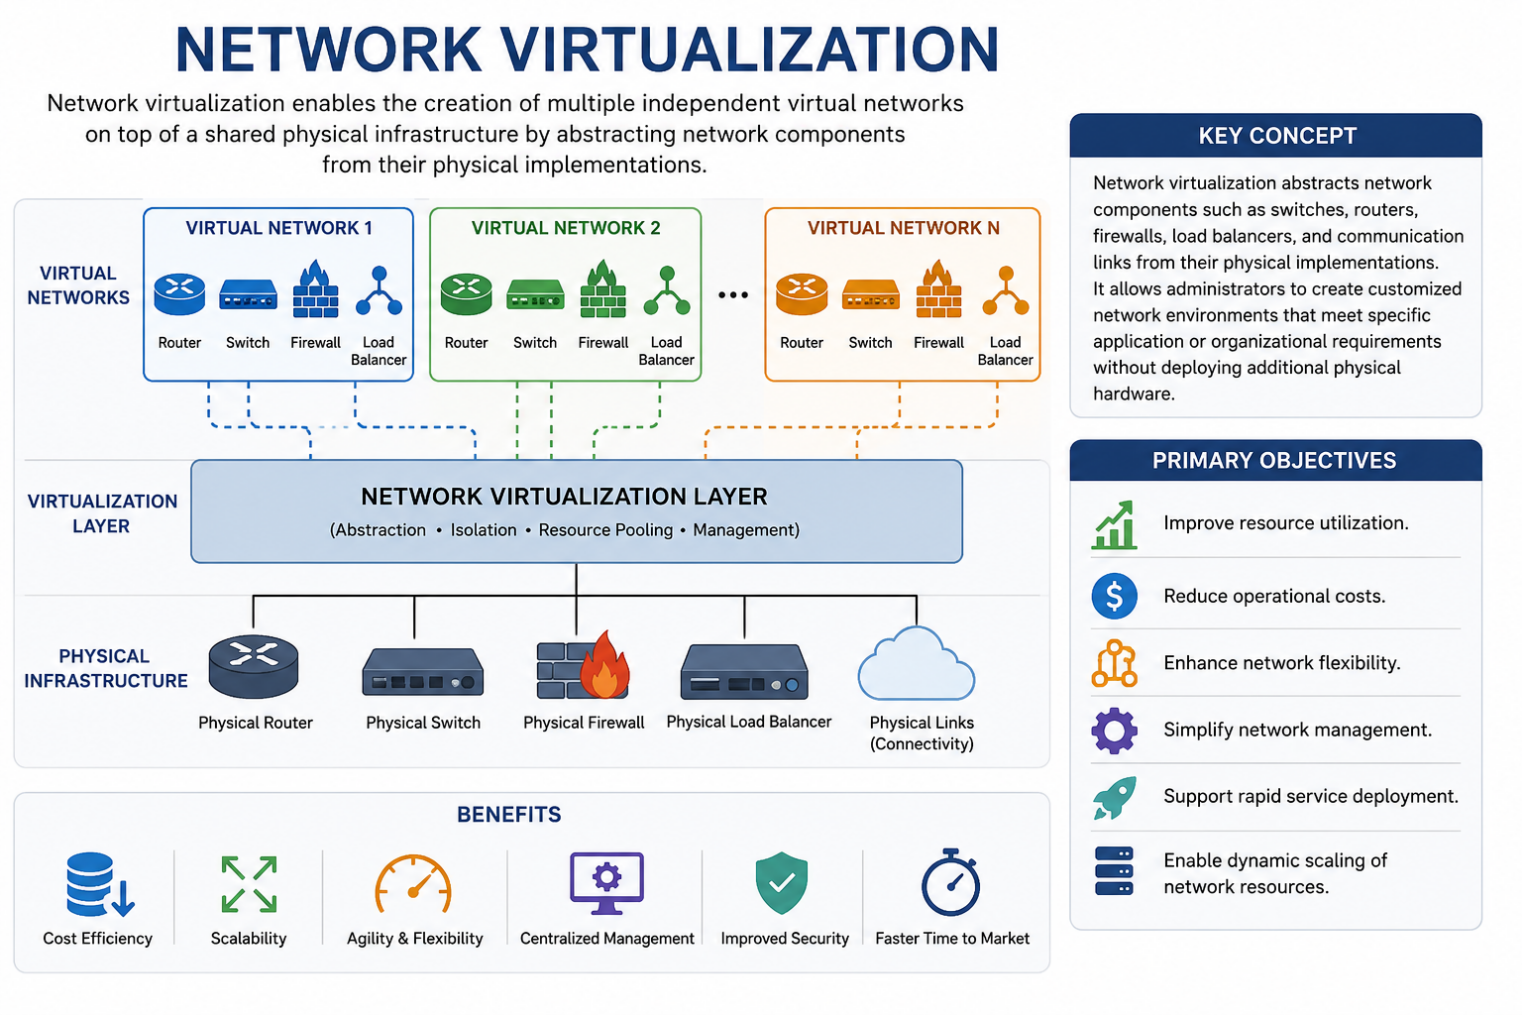 NETWORK VIRTUALIZATION
Network virtualization enables the creation of multiple independent virtual networks
on top of a shared physical infrastructure by abstracting network components
from their physical implementations.
VIRTUAL
NETWORKS
VIRTUAL NETWORK 1
Router
Switch
Firewall
Load
Balancer
VIRTUAL NETWORK 2
Router
Switch
Firewall
Load
Balancer
...
VIRTUAL NETWORK N
Router
Switch
Firewall
Load
Balancer
VIRTUALIZATION
LAYER
NETWORK VIRTUALIZATION LAYER
(Abstraction • Isolation • Resource Pooling • Management)
PHYSICAL
INFRASTRUCTURE
Physical Router
Physical Switch
Physical Firewall
Physical Load Balancer
Physical Links
(Connectivity)
BENEFITS
Cost Efficiency
Scalability
Agility & Flexibility
Centralized Management
Improved Security
Faster Time to Market
KEY CONCEPT
Network virtualization abstracts network
components such as switches, routers,
firewalls, load balancers, and communication
links from their physical implementations.
It allows administrators to create customized
network environments that meet specific
application or organizational requirements
without deploying additional physical
hardware.
PRIMARY OBJECTIVES
Improve resource utilization.
$
Reduce operational costs.
Enhance network flexibility.
Simplify network management.
Support rapid service deployment.
Enable dynamic scaling of
network resources.